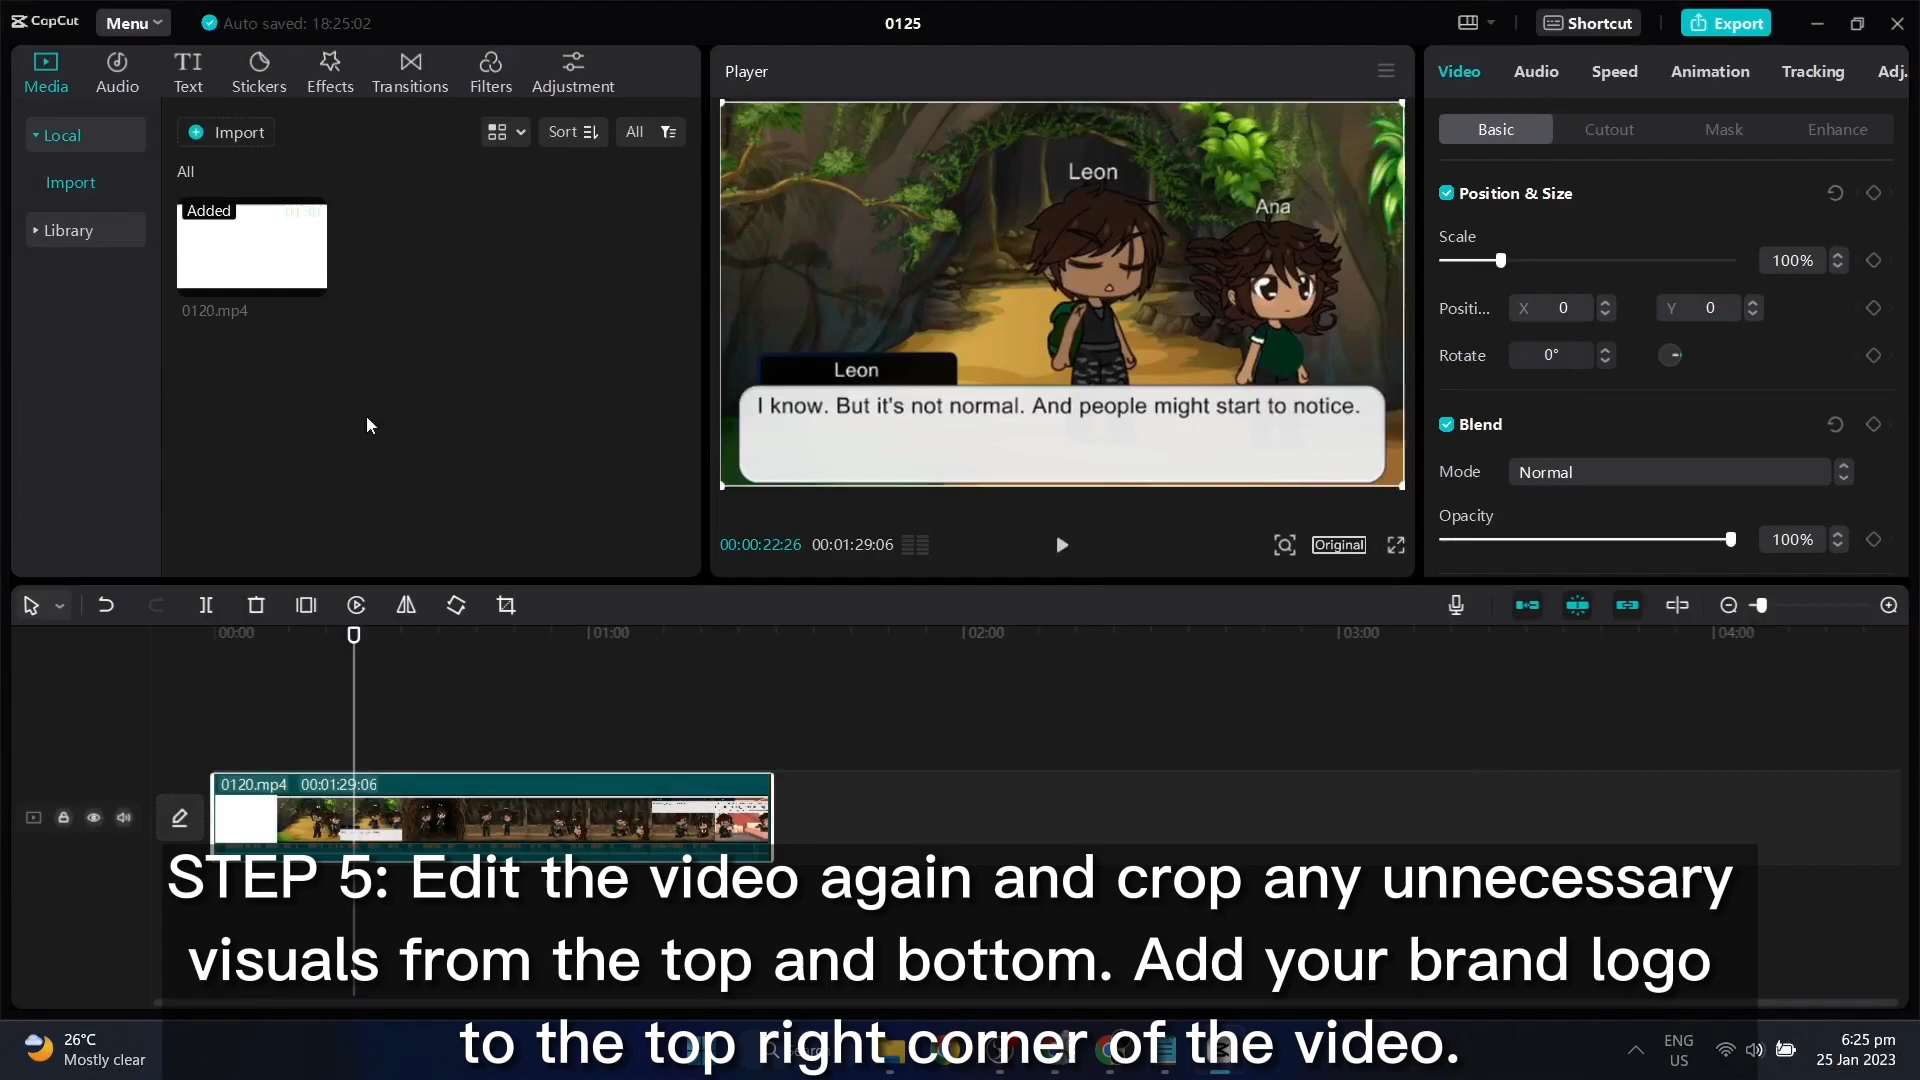 CapCut
Menu
Auto saved: 18:25:02
0125
Shortcut
Export
Media
Audio
TI
Text
Stickers
Effects
Transitions
Filters
Adjustment
Local
Import
Library
Import
Sort
All
All
Added
0120.mp4
Player
Leon
Ana
Leon
I know. But it's not normal. And people might start to notice.
00:00:22:26
00:01:29:06
Original
Video
Audio
Speed
Animation
Tracking
Adj.
Basic
Cutout
Mask
Enhance
Position & Size
Scale
100%
Positi...
X 0
Y 0
Rotate
0°
Blend
Mode
Normal
Opacity
100%
00:00
01:00
02:00
03:00
04:00
0120.mp4 00:01:29:06
STEP 5: Edit the video again and crop any unnecessary
visuals from the top and bottom. Add your brand logo
to the top right corner of the video.
26°C
Mostly clear
ENG
US
6:25 pm
25 Jan 2023